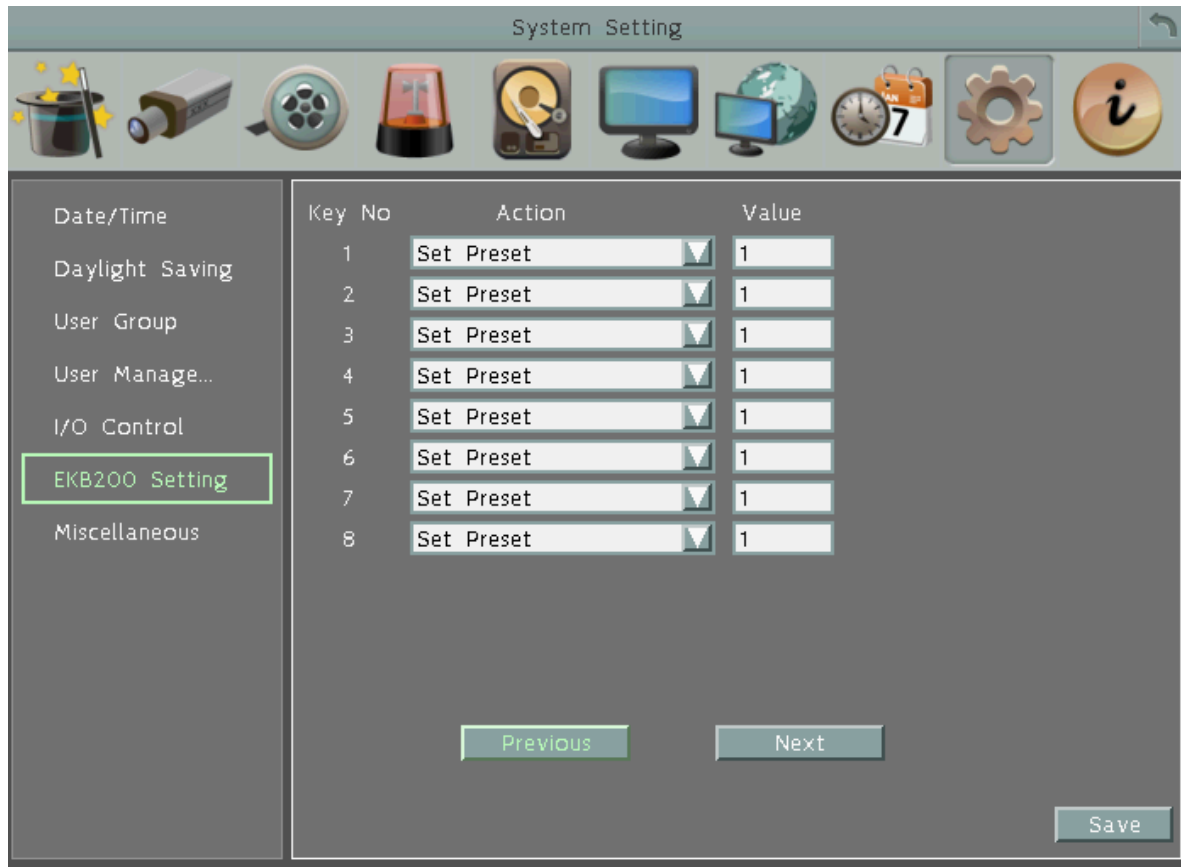 System Setting
JAN
7
i
Date/Time
Daylight Saving
User Group
User Manage...
I/O Control
EKB200 Setting
Miscellaneous
Key No Action Value
1 Set Preset 1
2 Set Preset 1
3 Set Preset 1
4 Set Preset 1
5 Set Preset 1
6 Set Preset 1
7 Set Preset 1
8 Set Preset 1
Previous Next
Save